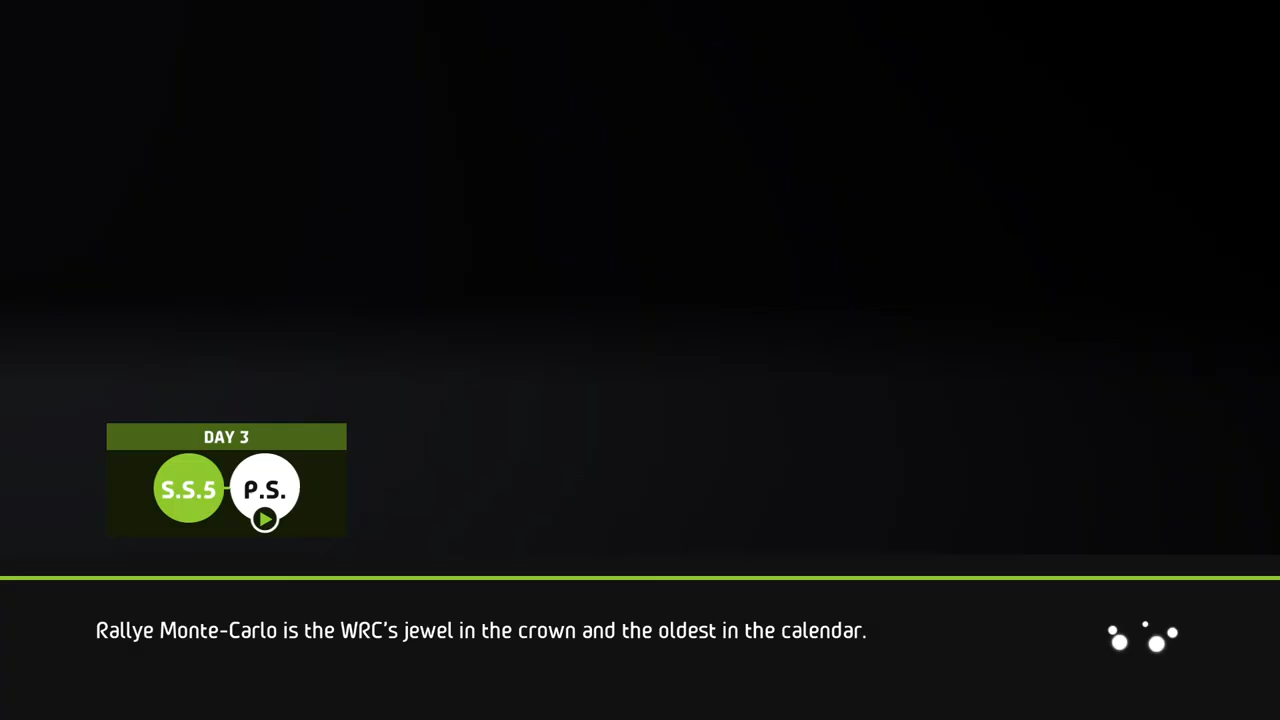 DAY 3
S.S.5
P.S.
Rallye Monte-Carlo is the WRC's jewel in the crown and the oldest in the calendar.